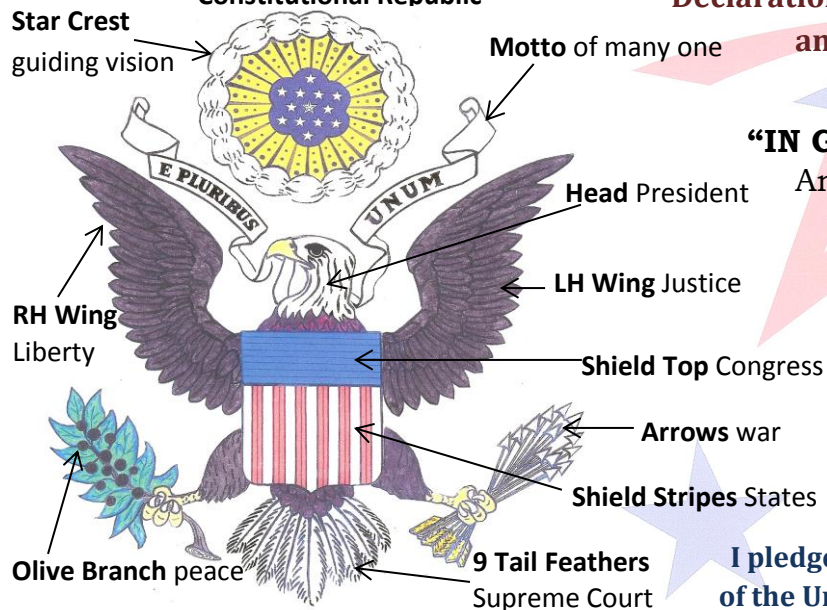 Constitutional Republic
Star Crest
guiding vision
Motto of many one
Declaration
an
"IN G
Ar
E PLURIBUS
UNUM
Head President
RH Wing
Liberty
LH Wing Justice
Shield Top Congress
Arrows war
Shield Stripes States
Olive Branch peace
9 Tail Feathers
Supreme Court
I pledge
of the Un